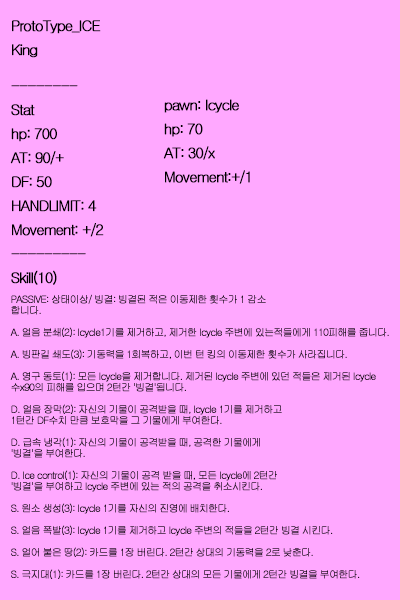 ProtoType_ICE
King
_________
Stat
hp: 700
AT: 90/+
DF: 50
HANDLIMIT: 4
Movement: +/2
pawn: Icycle
hp: 70
AT: 30/x
Movement:+/1
__________
Skill(10)
PASSIVE: 상태이상/ 빙결: 빙결된 적은 이동제한 횟수가 1 감소
합니다.
A. 얼음 분쇄(2): Icycle1기를 제거하고, 제거한 Icycle 주변에 있는적들에게 110피해를 줍니다.
A. 빙판길 쇄도(3): 기동력을 1회복하고, 이번 턴 킹의 이동제한 횟수가 사라집니다.
A. 영구 동토(1): 모든 Icycle을 제거합니다. 제거된 Icycle 주변에 있던 적들은 제거된 Icycle
수x90의 피해를 입으며 2턴간 '빙결'됩니다.
D. 얼음 장막(2): 자신의 기물이 공격받을 때, Icycle 1기를 제거하고
1턴간 DF수치 만큼 보호막을 그 기물에게 부여한다.
D. 급속 냉각(1): 자신의 기물이 공격받을 때, 공격한 기물에게
'빙결'을 부여한다.
D. Ice control(1): 자신의 기물이 공격 받을 때, 모든 Icycle에 2턴간
'빙결'을 부여하고 Icycle 주변에 있는 적의 공격을 취소시킨다.
S. 원소 생성(3): Icycle 1기를 자신의 진영에 배치한다.
S. 얼음 폭발(3): Icycle 1기를 제거하고 Icycle 주변의 적들을 2턴간 빙결 시킨다.
S. 얼어 붙은 땅(2): 카드를 1장 버린다. 2턴간 상대의 기동력을 2로 낮춘다.
S. 극지대(1): 카드를 1장 버린다. 2턴간 상대의 모든 기물에게 2턴간 빙결을 부여한다.